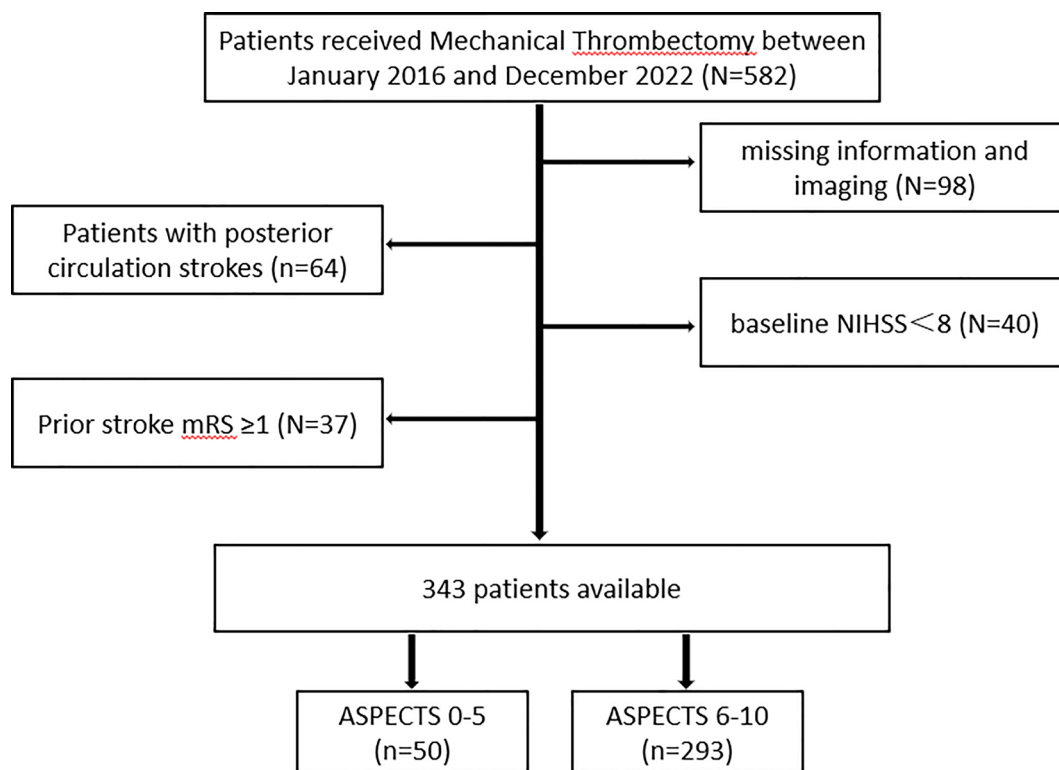 Patients received Mechanical Thrombectomy between
January 2016 and December 2022 (N=582)
missing information and
imaging (N=98)
Patients with posterior
circulation strokes (n=64)
baseline NIHSS＜8 (N=40)
Prior stroke mRS ≥1 (N=37)
343 patients available
ASPECTS 0-5
(n=50)
ASPECTS 6-10
(n=293)